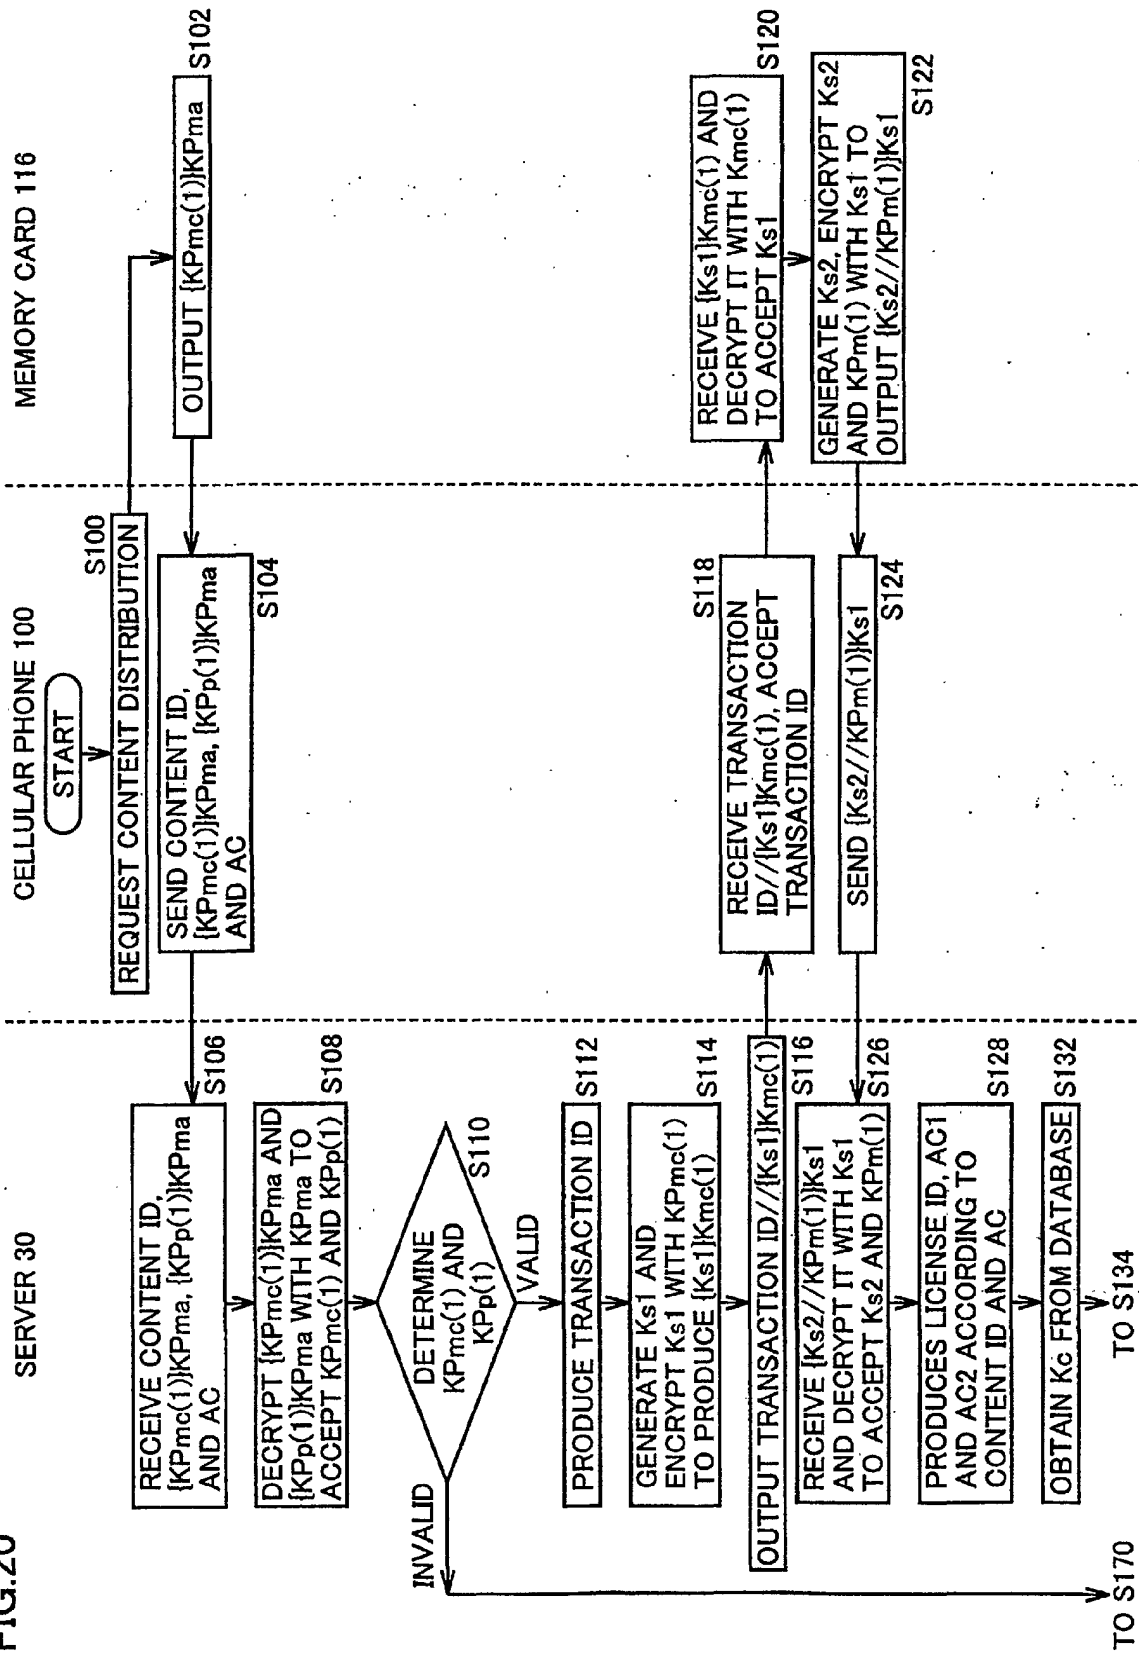 FIG.20
SERVER 30
CELLULAR PHONE 100
MEMORY CARD 116
START
S100
REQUEST CONTENT DISTRIBUTION
OUTPUT {KPmc(1)}KPma
S102
SEND CONTENT ID,
{KPmc(1)}KPma, {KPp(1)}KPma
AND AC
S104
RECEIVE CONTENT ID,
{KPmc(1)}KPma, {KPp(1)}KPma
AND AC
S106
DECRYPT {KPmc(1)}KPma AND
{KPp(1)}KPma WITH KPma TO
ACCEPT KPmc(1) AND KPp(1)
S108
DETERMINE
KPmc(1) AND
KPp(1)
S110
INVALID
VALID
PRODUCE TRANSACTION ID
S112
GENERATE Ks1 AND
ENCRYPT Ks1 WITH KPmc(1)
TO PRODUCE {Ks1}Kmc(1)
S114
OUTPUT TRANSACTION ID//{Ks1}Kmc(1)
S116
RECEIVE TRANSACTION
ID//{Ks1}Kmc(1), ACCEPT
TRANSACTION ID
S118
RECEIVE {Ks1}Kmc(1) AND
DECRYPT IT WITH Kmc(1)
TO ACCEPT Ks1
S120
GENERATE Ks2, ENCRYPT Ks2
AND KPm(1) WITH Ks1 TO
OUTPUT {Ks2//KPm(1)}Ks1
S122
SEND {Ks2//KPm(1)}Ks1
S124
RECEIVE {Ks2//KPm(1)}Ks1
AND DECRYPT IT WITH Ks1
TO ACCEPT Ks2 AND KPm(1)
S126
PRODUCES LICENSE ID, AC1
AND AC2 ACCORDING TO
CONTENT ID AND AC
S128
OBTAIN Kc FROM DATABASE
S132
TO S170
TO S134